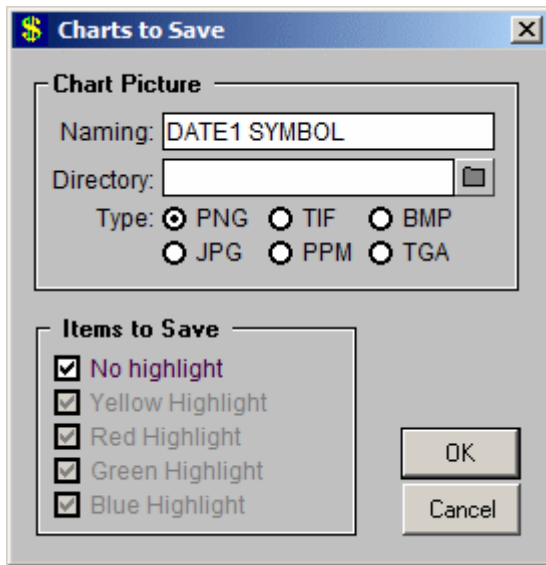 $ Charts to Save
Chart Picture
Naming: DATE1 SYMBOL
Directory:
Type: PNG TIF BMP
JPG PPM TGA
Items to Save
No highlight
Yellow Highlight
Red Highlight
Green Highlight
Blue Highlight
OK
Cancel